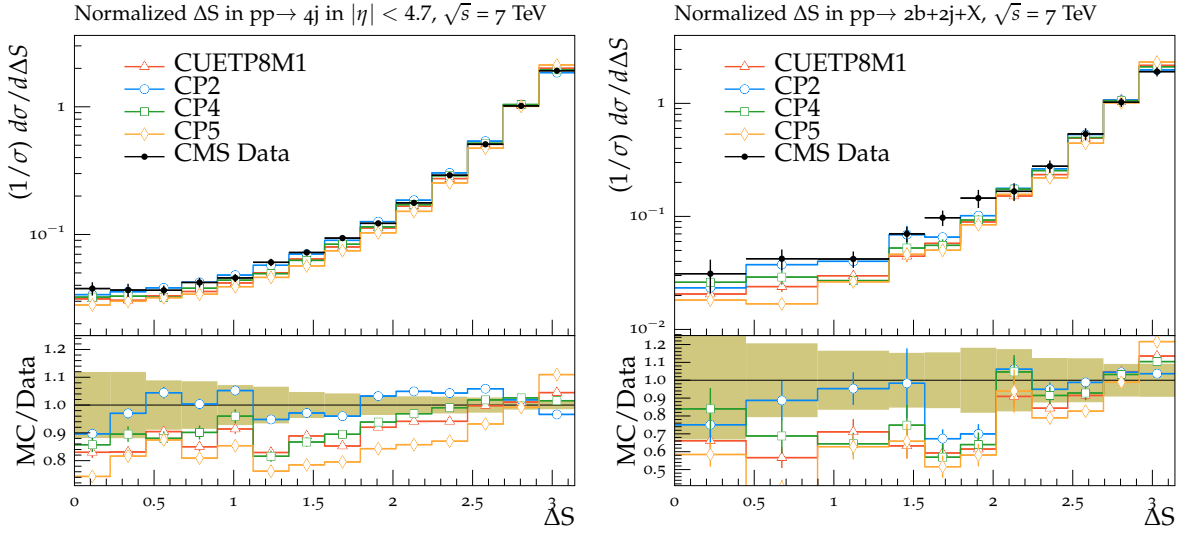 Normalized ΔS in pp→ 4j in |η| < 4.7, √s = 7 TeV
(1/σ) dσ/dΔS
CUETP8M1
CP2
CP4
CP5
CMS Data
1
10⁻¹
MC/Data
1.2
1.1
1.0
0.9
0.8
0 0.5 1 1.5 2 2.5 3
ΔS
Normalized ΔS in pp→ 2b+2j+X, √s = 7 TeV
(1/σ) dσ/dΔS
CUETP8M1
CP2
CP4
CP5
CMS Data
1
10⁻¹
10⁻²
MC/Data
1.2
1.1
1.0
0.9
0.8
0.7
0.6
0.5
0 0.5 1 1.5 2 2.5 3
ΔS